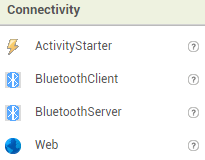 Connectivity
ActivityStarter ?
BluetoothClient ?
BluetoothServer ?
Web ?